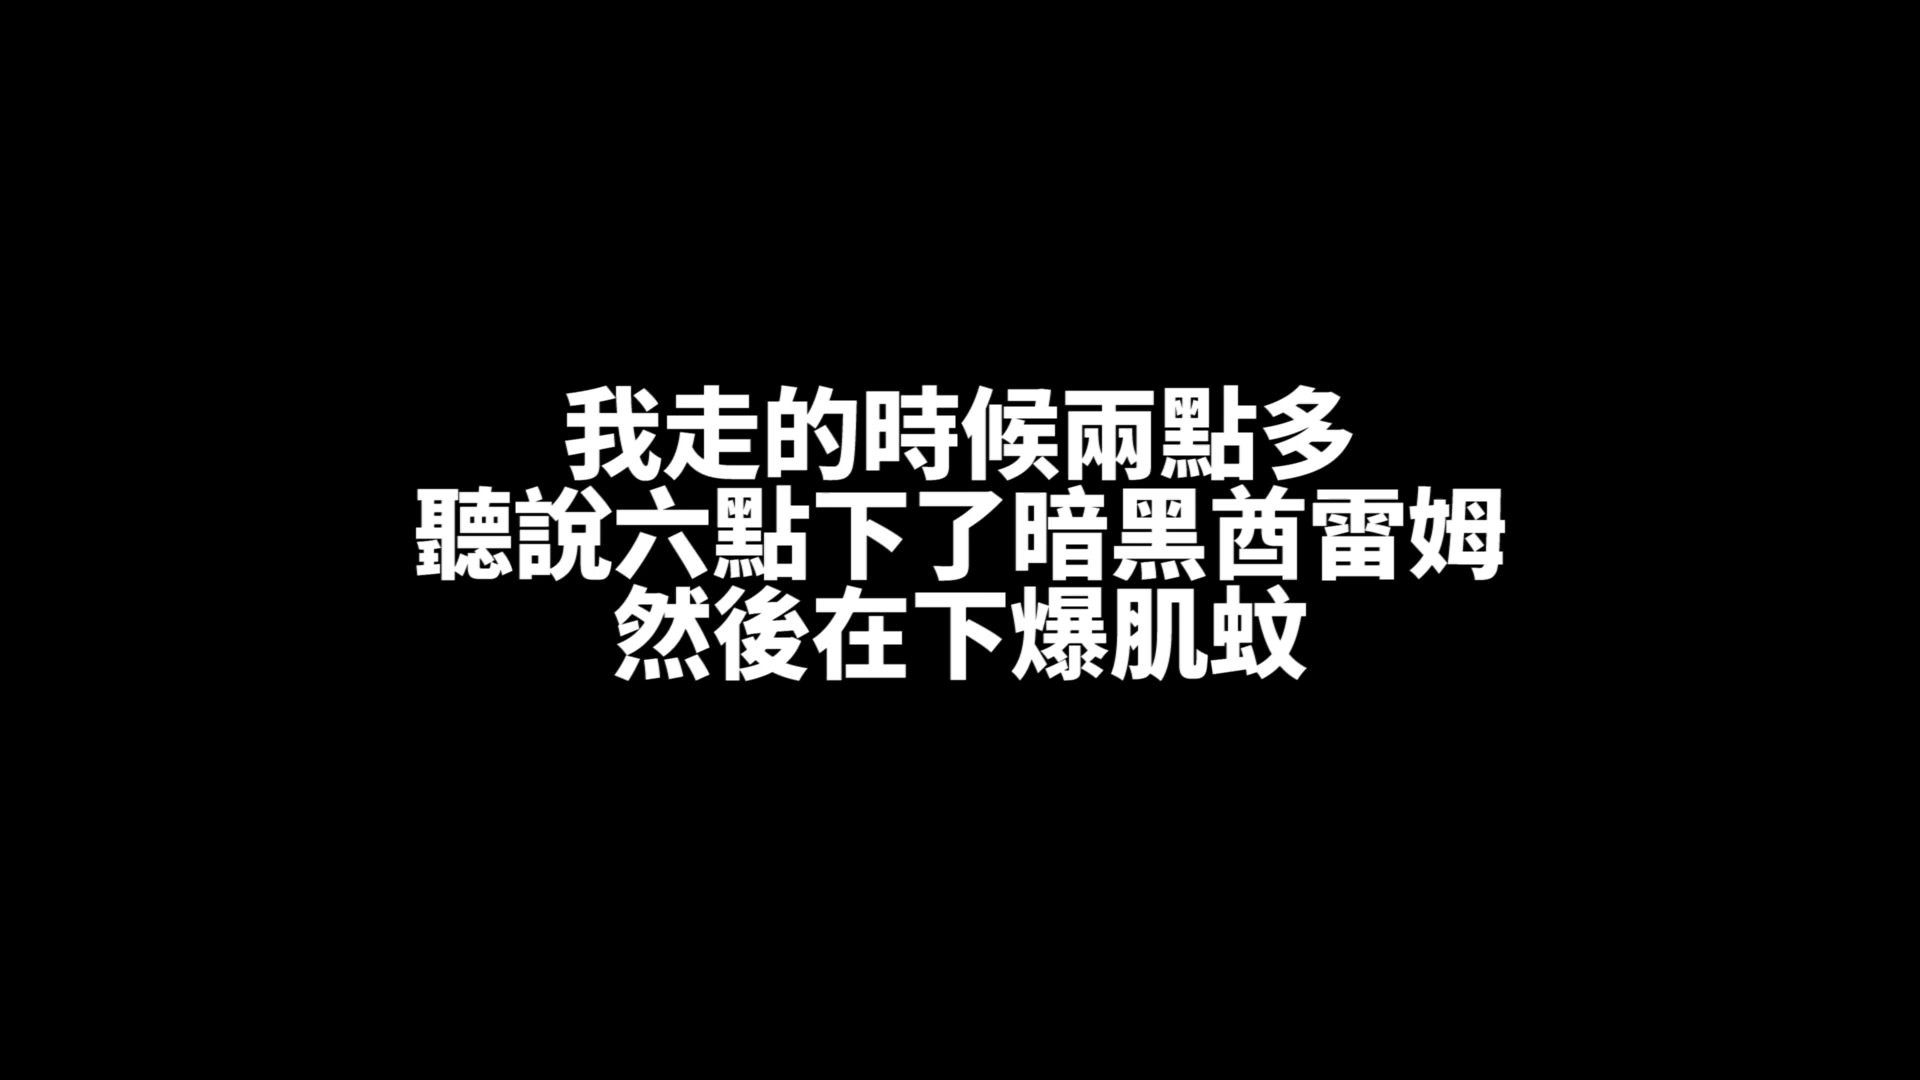 我走的時候兩點多
聽說六點下了暗黑酋雷姆
然後在下爆肌蚊